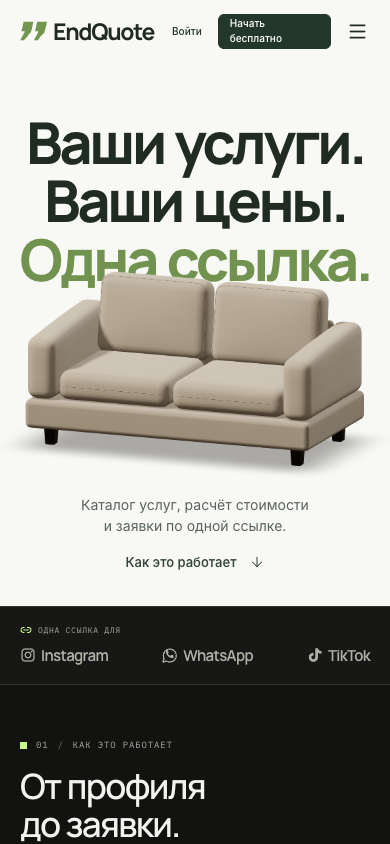 EndQuote
Войти
Начать
бесплатно
Ваши услуги.
Ваши цены.
Одна ссылка.
Каталог услуг, расчёт стоимости
и заявки по одной ссылке.
Как это работает ↓
ОДНА ССЫЛКА ДЛЯ
Instagram
WhatsApp
TikTok
01 / КАК ЭТО РАБОТАЕТ
От профиля
до заявки.